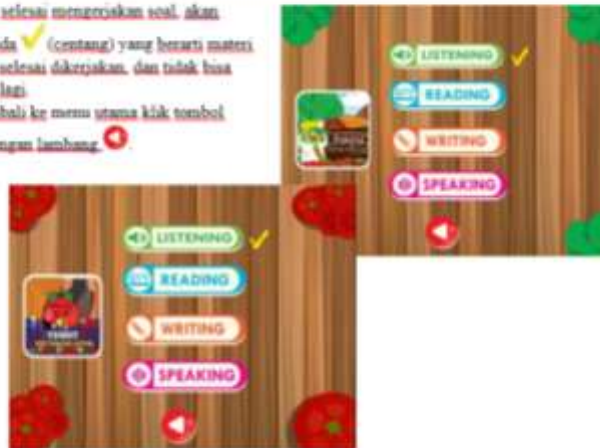 selesai mengerjakan soal, akan
da ✓ (centang) yang berarti materi
selesai dikerjakan, dan tidak bisa
lagi.
bali ke menu utama klik tombol
ngan lambang
LISTENING
READING
WRITING
SPEAKING
LISTENING
READING
WRITING
SPEAKING